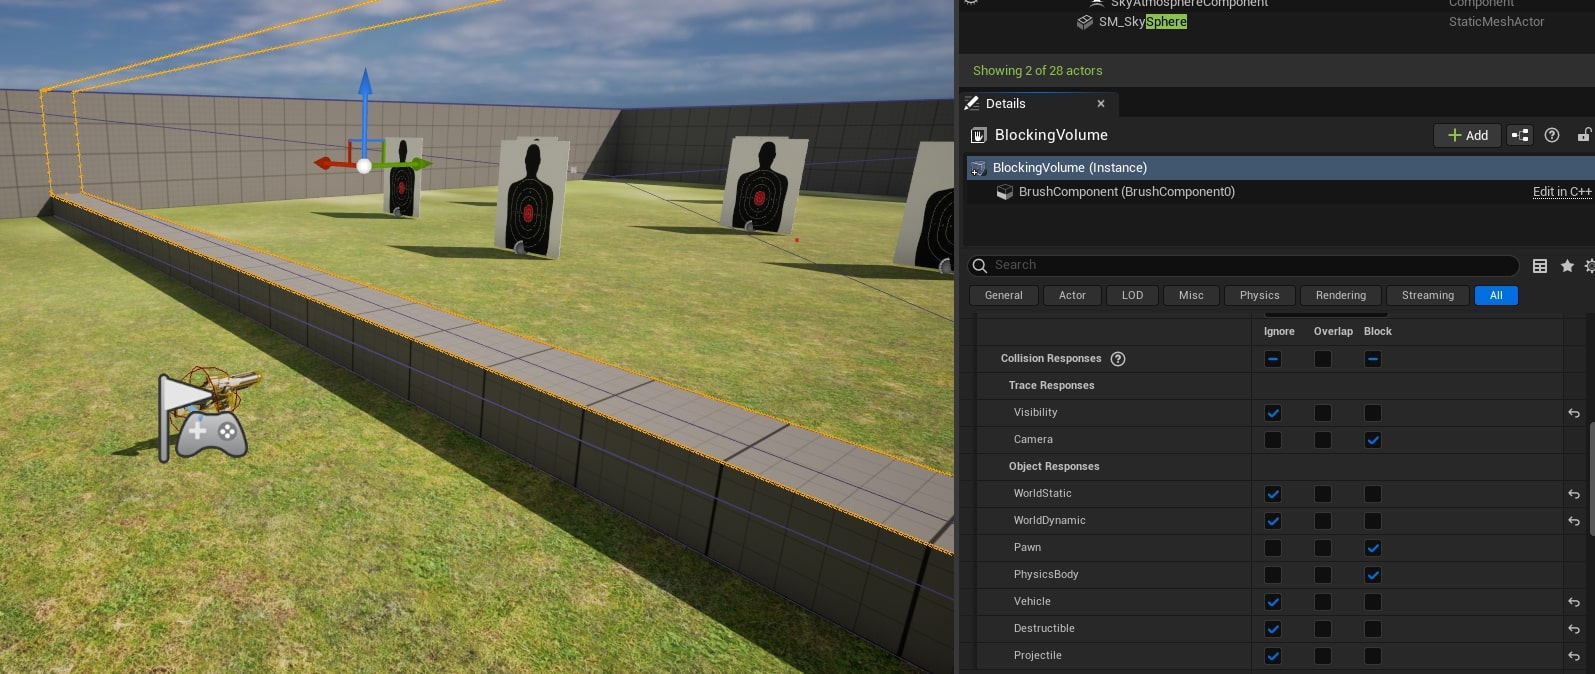 SkyAtmosphereComponent Component
SM_SkySphere StaticMeshActor
Showing 2 of 28 actors
Details
BlockingVolume
Add
BlockingVolume (Instance)
BrushComponent (BrushComponent0) Edit in C++
Search
General Actor LOD Misc Physics Rendering Streaming All
Ignore Overlap Block
Collision Responses
Trace Responses
Visibility
Camera
Object Responses
WorldStatic
WorldDynamic
Pawn
PhysicsBody
Vehicle
Destructible
Projectile